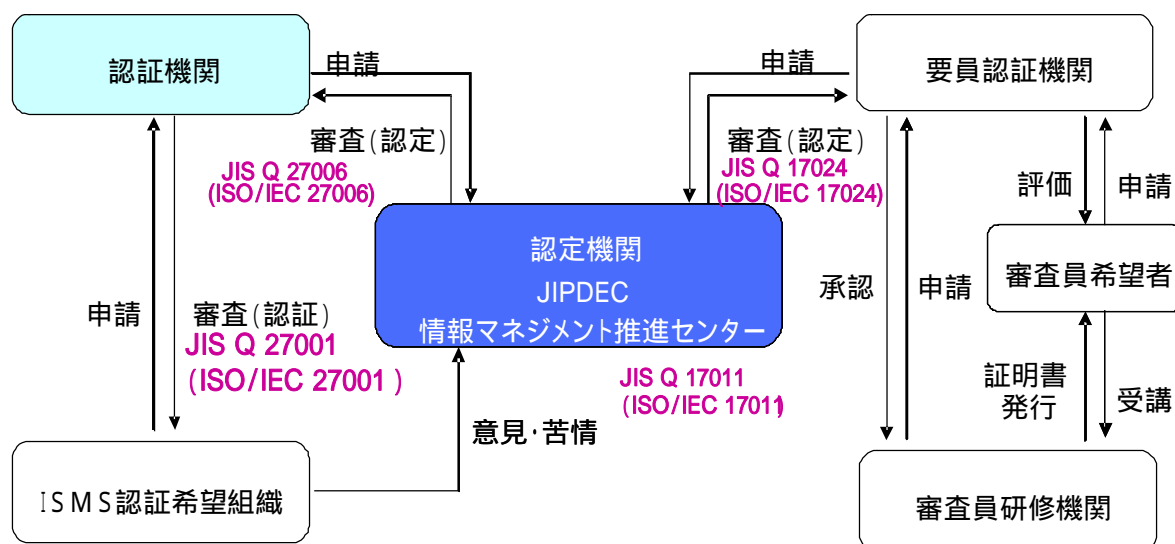 認証機関
申請
申請
要員認証機関
審査(認定)
JIS Q 27006
(ISO/IEC 27006)
審査(認定)
JIS Q 17024
(ISO/IEC 17024)
評価
申請
認定機関
JIPDEC
情報マネジメント推進センター
審査員希望者
申請
審査(認証)
JIS Q 27001
(ISO/IEC 27001)
承認
申請
JIS Q 17011
(ISO/IEC 17011)
証明書
発行
受講
意見・苦情
ISMS認証希望組織
審査員研修機関